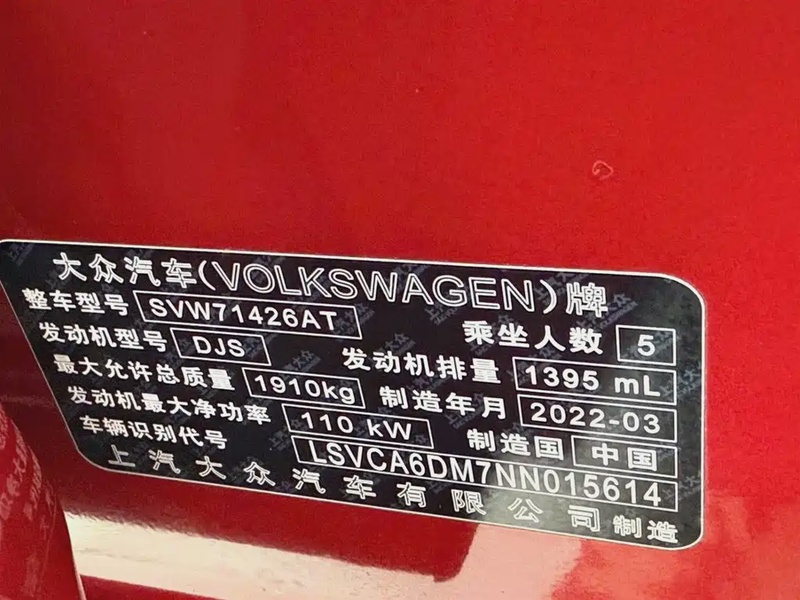 大众汽车(VOLKSWAGEN)牌
整车型号 SVW71426AT 乘坐人数 5
发动机型号 DJS 发动机排量 1395 mL
最大允许总质量 1910kg 制造年月 2022-03
发动机最大净功率 110 kW 制造国 中国
车辆识别代号 LSVCA6DM7NN015614
上汽大众汽车有限公司制造